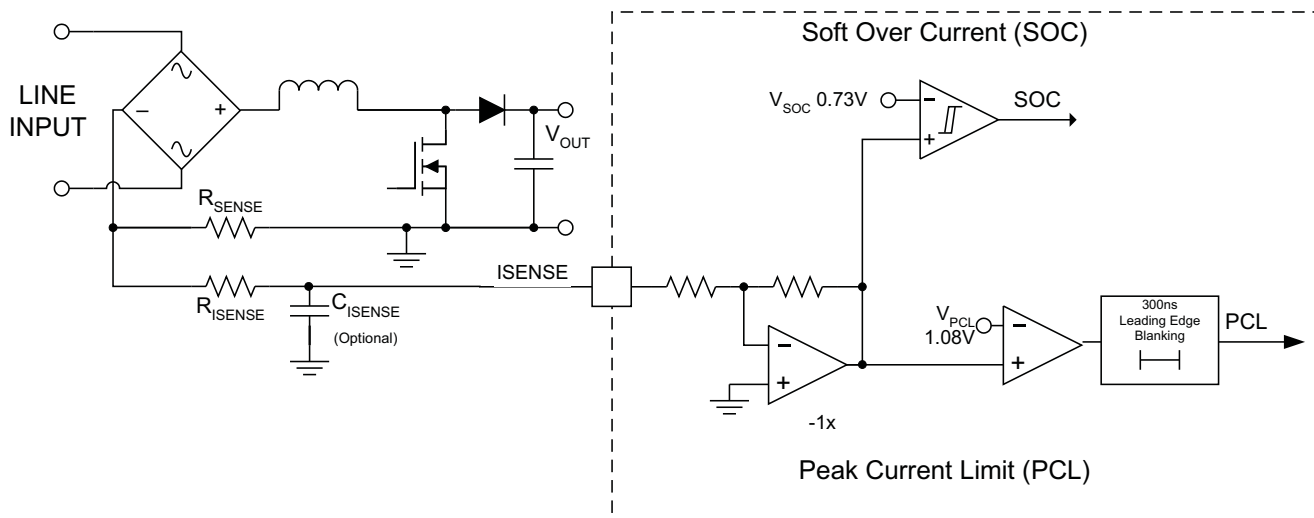 Soft Over Current (SOC)
LINE
INPUT
− +
V_OUT
R_SENSE
R_ISENSE
C_ISENSE
(Optional)
ISENSE
V_SOC 0.73V
−
+
SOC
−
+
-1x
V_PCL
1.08V
−
+
300ns
Leading Edge
Blanking
PCL
Peak Current Limit (PCL)